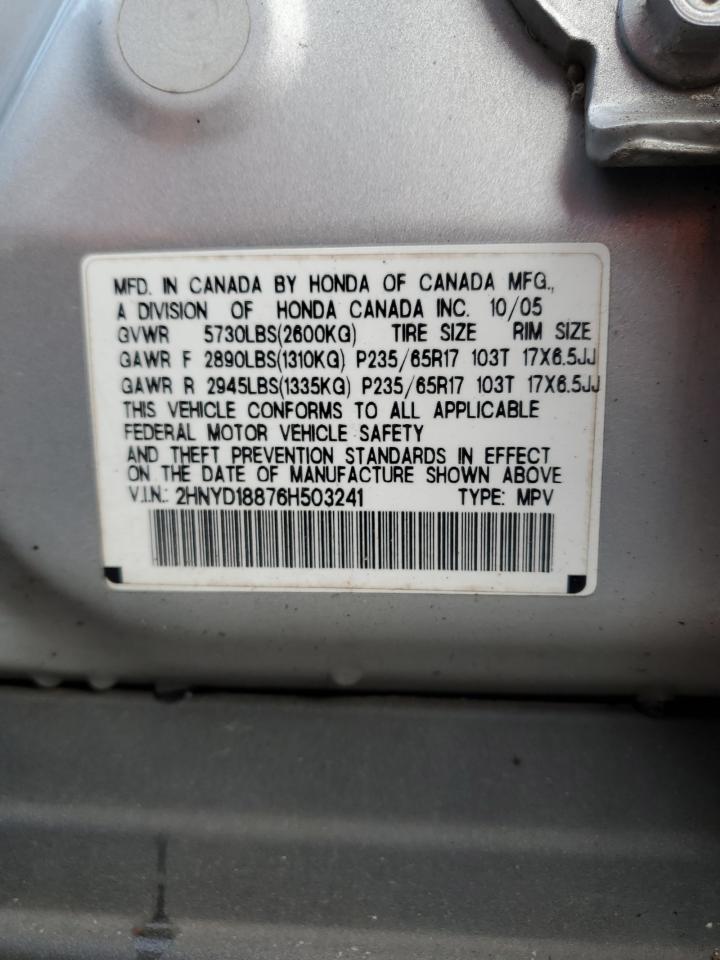 MFD. IN CANADA BY HONDA OF CANADA MFG.,
A DIVISION OF HONDA CANADA INC. 10/05
GVWR 5730LBS(2600KG) TIRE SIZE RIM SIZE
GAWR F 2890LBS(1310KG) P235/65R17 103T 17X6.5JJ
GAWR R 2945LBS(1335KG) P235/65R17 103T 17X6.5JJ
THIS VEHICLE CONFORMS TO ALL APPLICABLE
FEDERAL MOTOR VEHICLE SAFETY
AND THEFT PREVENTION STANDARDS IN EFFECT
ON THE DATE OF MANUFACTURE SHOWN ABOVE
V.I.N.: 2HNYD18876H503241 TYPE: MPV